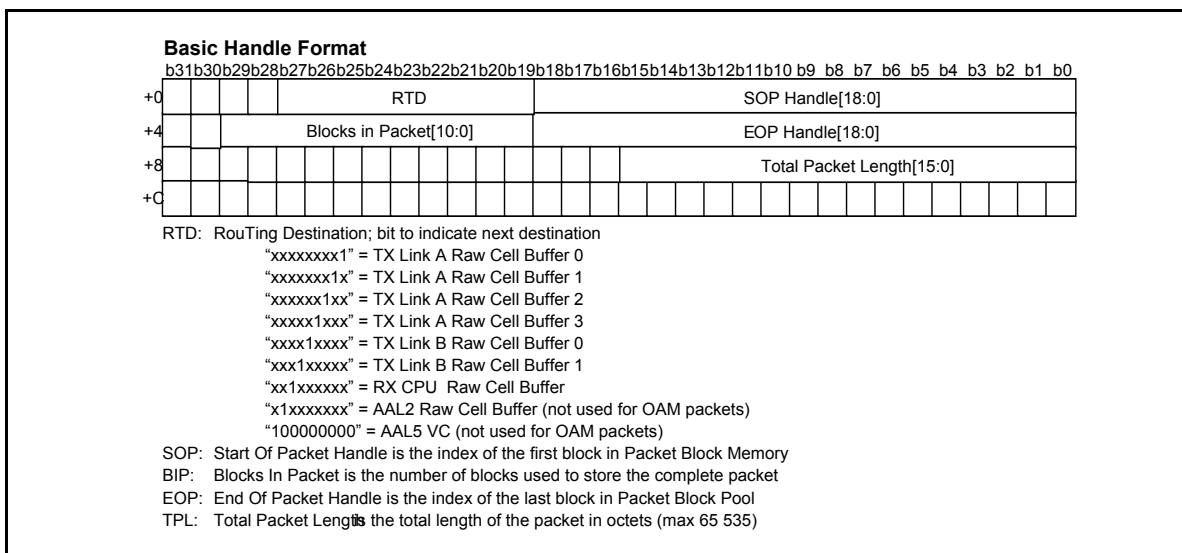 Basic Handle Format
b31b30b29b28b27b26b25b24b23b22b21b20b19b18b17b16b15b14b13b12b11b10 b9 b8 b7 b6 b5 b4 b3 b2 b1 b0
+0 RTD SOP Handle[18:0]
+4 Blocks in Packet[10:0] EOP Handle[18:0]
+8 Total Packet Length[15:0]
+C
RTD: RouTing Destination; bit to indicate next destination
“xxxxxxxx1” = TX Link A Raw Cell Buffer 0
“xxxxxxx1x” = TX Link A Raw Cell Buffer 1
“xxxxxx1xx” = TX Link A Raw Cell Buffer 2
“xxxxx1xxx” = TX Link A Raw Cell Buffer 3
“xxxx1xxxx” = TX Link B Raw Cell Buffer 0
“xxx1xxxxx” = TX Link B Raw Cell Buffer 1
“xx1xxxxxx” = RX CPU Raw Cell Buffer
“x1xxxxxxx” = AAL2 Raw Cell Buffer (not used for OAM packets)
“100000000” = AAL5 VC (not used for OAM packets)
SOP: Start Of Packet Handle is the index of the first block in Packet Block Memory
BIP: Blocks In Packet is the number of blocks used to store the complete packet
EOP: End Of Packet Handle is the index of the last block in Packet Block Pool
TPL: Total Packet Length is the total length of the packet in octets (max 65 535)